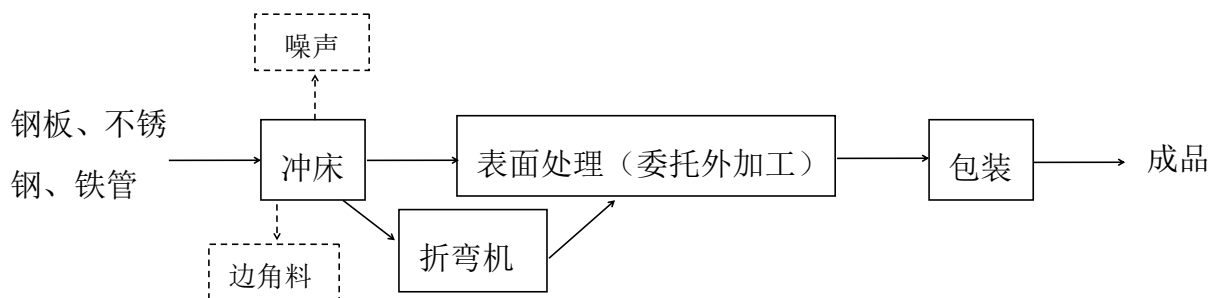 噪声
钢板、不锈
钢、铁管
冲床
表面处理（委托外加工）
包装
成品
折弯机
边角料